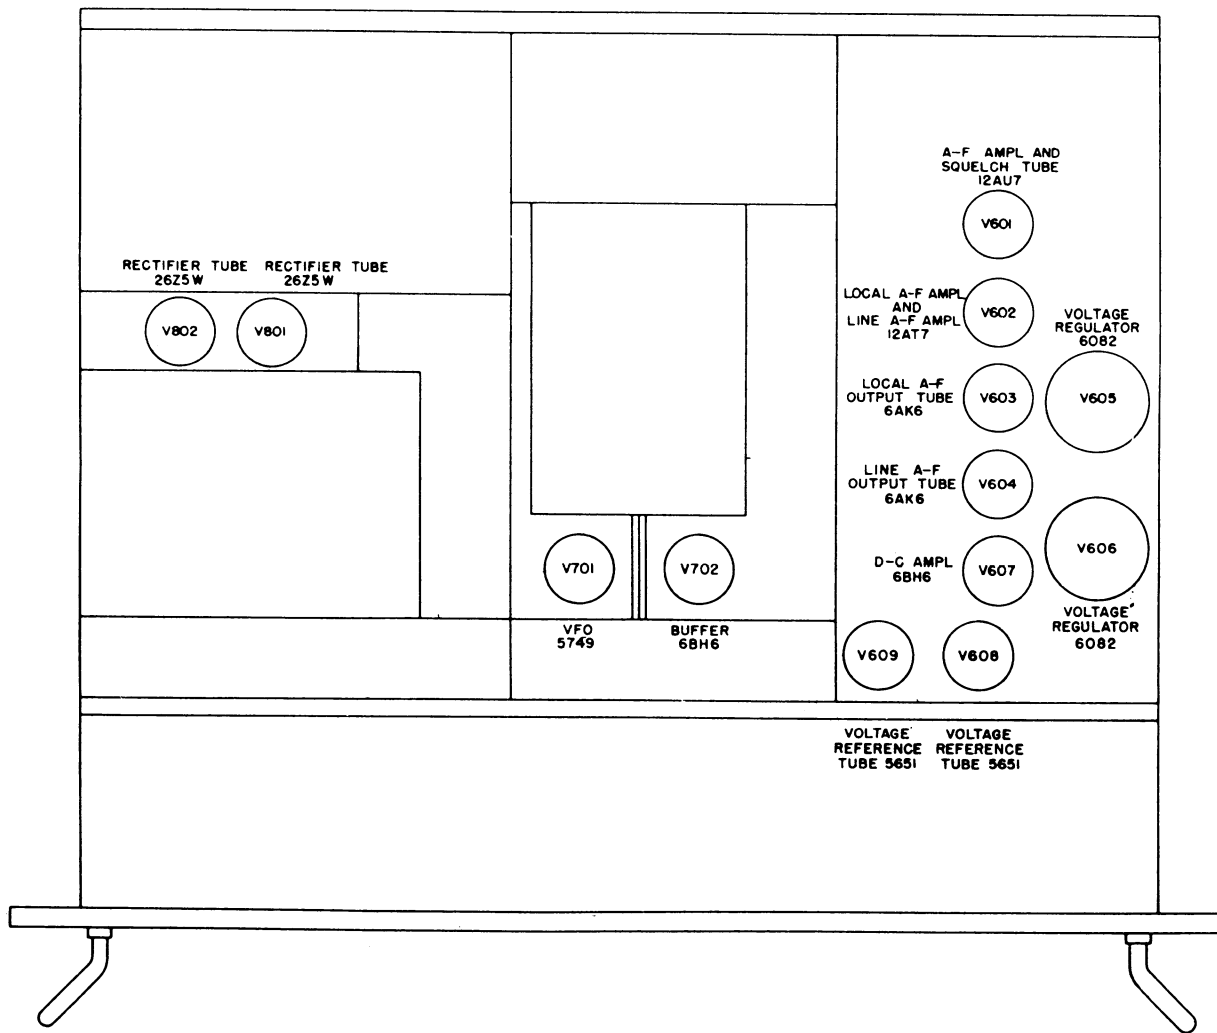 A-F AMPL AND
SQUELCH TUBE
12AU7
V601
RECTIFIER TUBE
26Z5W
RECTIFIER TUBE
26Z5W
V802
V801
LOCAL A-F AMPL
AND
LINE A-F AMPL
12AT7
V602
VOLTAGE
REGULATOR
6082
LOCAL A-F
OUTPUT TUBE
6AK6
V603
V605
LINE A-F
OUTPUT TUBE
6AK6
V604
V606
D-C AMPL
6BH6
V607
VOLTAGE
REGULATOR
6082
V701
V702
VFO
5749
BUFFER
6BH6
V609
V608
VOLTAGE
REFERENCE
TUBE 5651
VOLTAGE
REFERENCE
TUBE 5651